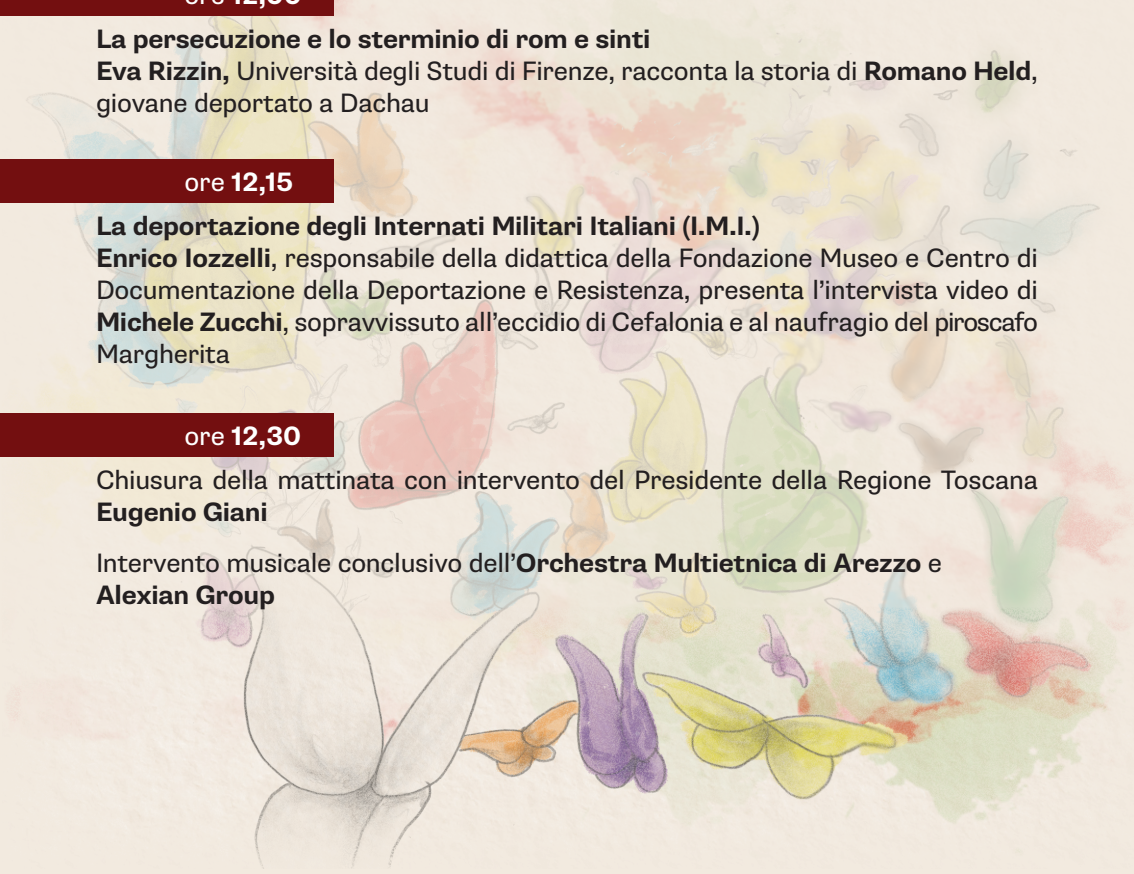 ore 12,00
La persecuzione e lo sterminio di rom e sinti
Eva Rizzin, Università degli Studi di Firenze, racconta la storia di Romano Held,
giovane deportato a Dachau
ore 12,15
La deportazione degli Internati Militari Italiani (I.M.I.)
Enrico Iozzelli, responsabile della didattica della Fondazione Museo e Centro di
Documentazione della Deportazione e Resistenza, presenta l’intervista video di
Michele Zucchi, sopravvissuto all’eccidio di Cefalonia e al naufragio del piroscafo
Margherita
ore 12,30
Chiusura della mattinata con intervento del Presidente della Regione Toscana
Eugenio Giani
Intervento musicale conclusivo dell’Orchestra Multietnica di Arezzo e
Alexian Group